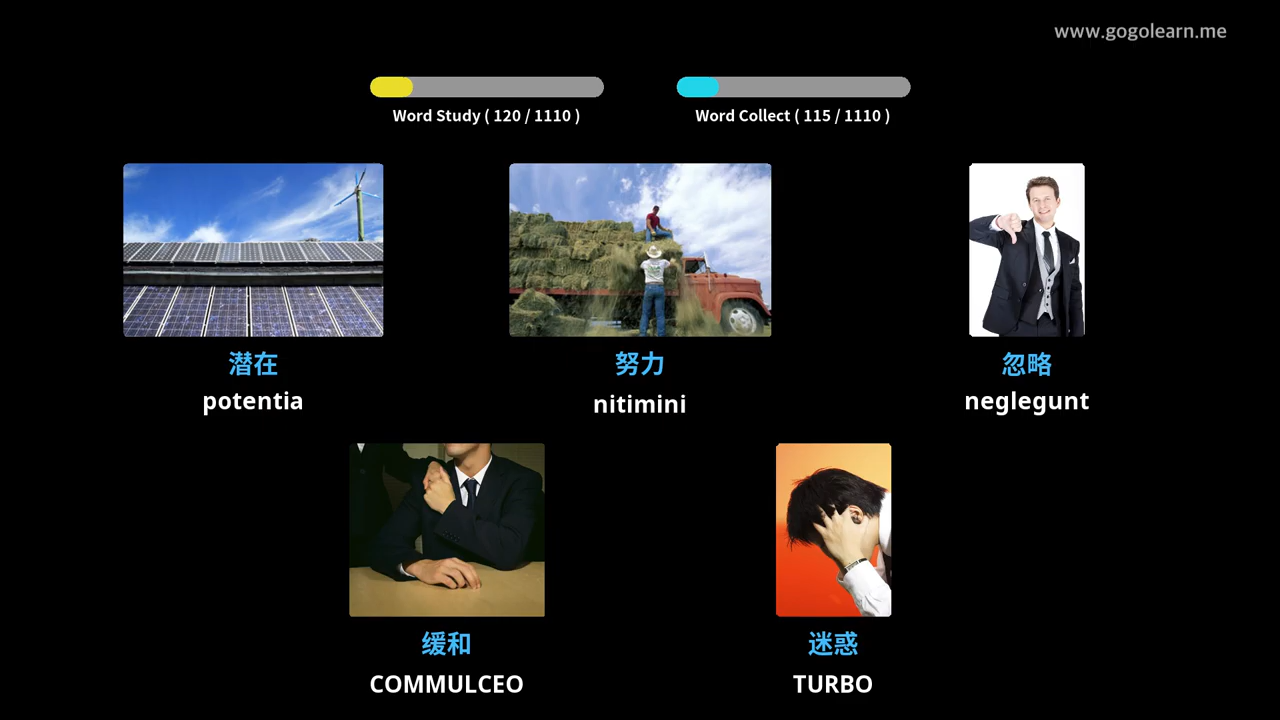 www.gogolearn.me
Word Study ( 120 / 1110 )
Word Collect ( 115 / 1110 )
潜在
potentia
努力
nitimini
忽略
neglegunt
缓和
COMMULCEO
迷惑
TURBO